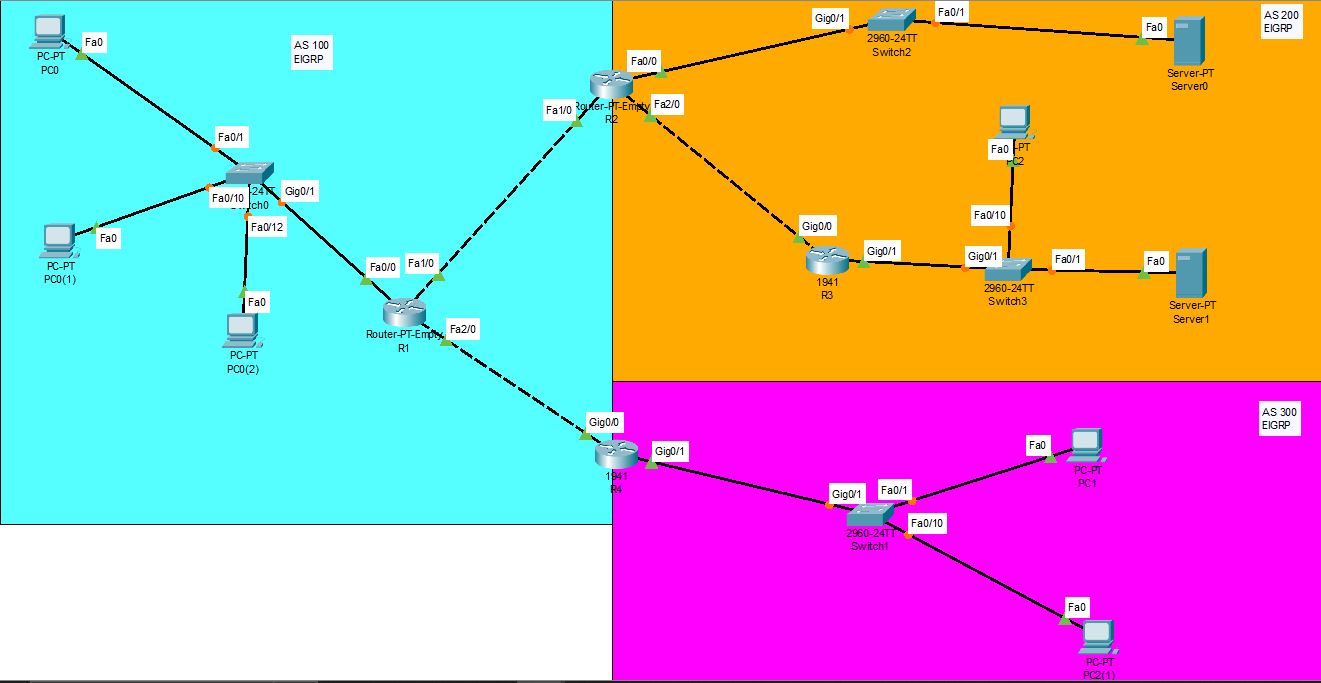 PC-PT
PC0
Fa0
AS 100
EIGRP
Fa0/1
-24TT
Fa0/10
Gig0/1
Fa0/12
Fa0
PC-PT
PC0(1)
Fa0
PC-PT
PC0(2)
Fa0/0
Fa1/0
Router-PT-Empty
R1
Fa2/0
Fa0/0
Fa1/0
Router-PT-Empty
R2
Fa2/0
Gig0/1
Fa0/1
2960-24TT
Switch2
Fa0
Server-PT
Server0
AS 200
EIGRP
Fa0
-PT
Fa0/10
Gig0/0
Gig0/1
1941
R3
Gig0/1
Fa0/1
2960-24TT
Switch3
Fa0
Server-PT
Server1
AS 300
EIGRP
Gig0/0
Gig0/1
1941
R4
Gig0/1
Fa0/1
2960-24TT
Switch1
Fa0/10
Fa0
PC-PT
PC1
Fa0
PC-PT
PC2(1)